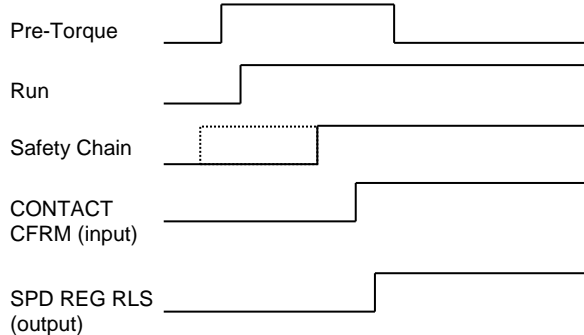 Pre-Torque
Run
Safety Chain
CONTACT
CFRM (input)
SPD REG RLS
(output)